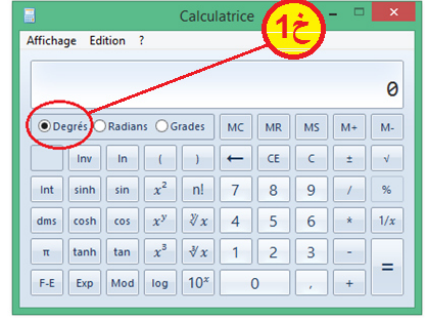 Calculatrice
خ1
Affichage Edition ?
0
Degrés Radians Grades MC MR MS M+ M-
Inv ln ( ) ← CE C ± √
Int sinh sin x² n! 7 8 9 / %
dms cosh cos xʸ ʸ√x 4 5 6 * 1/x
π tanh tan x³ ³√x 1 2 3 - =
F-E Exp Mod log 10ˣ 0 , +